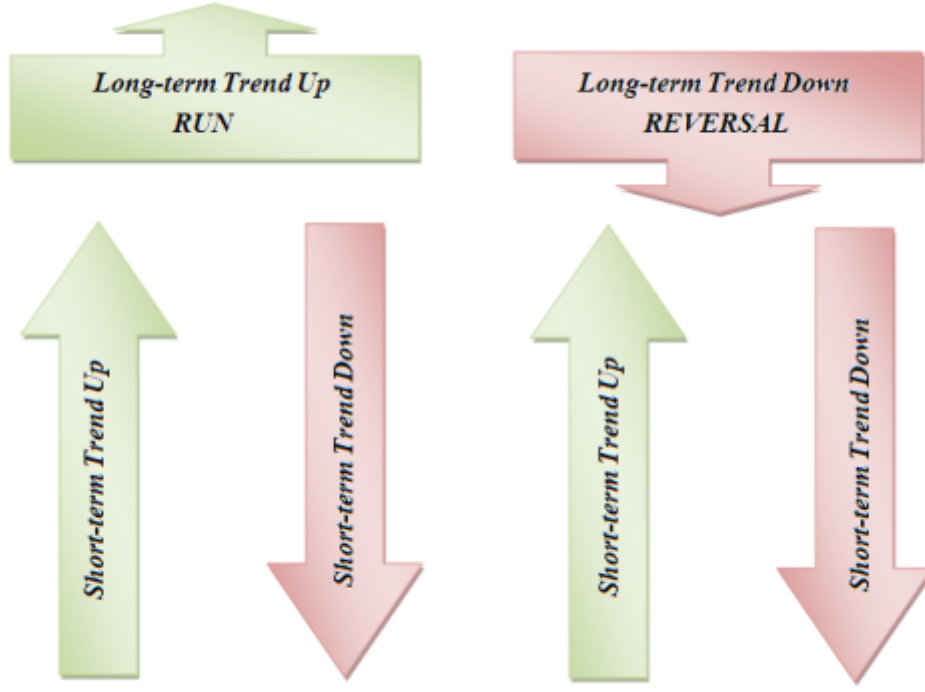 Long-term Trend Up
RUN
Long-term Trend Down
REVERSAL
Short-term Trend Up
Short-term Trend Down
Short-term Trend Up
Short-term Trend Down